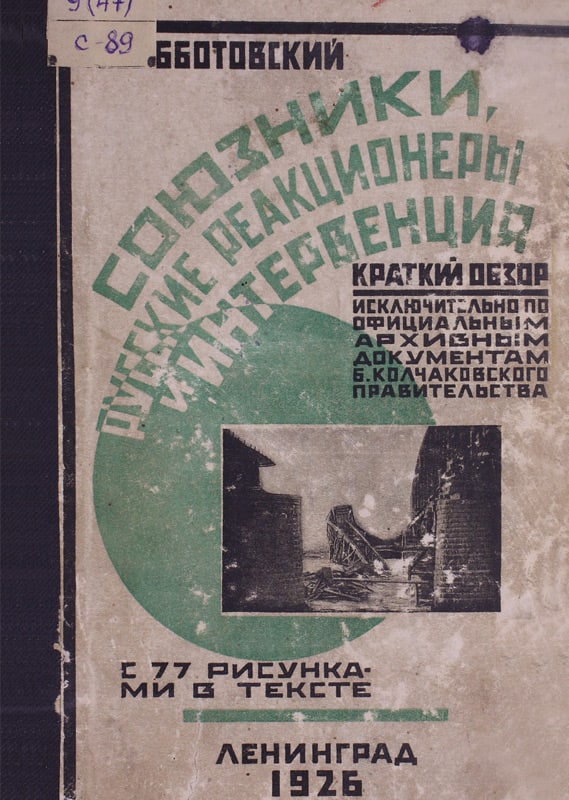 9(47)
С-89
ББОТОВСКИЙ
СОЮЗНИКИ,
РУССКИЕ РЕАКЦИОНЕРЫ
И ИНТЕРВЕНЦИЯ
КРАТКИЙ ОБЗОР
ИСКЛЮЧИТЕЛЬНО ПО
ОФИЦИАЛЬНЫМ
АРХИВНЫМ
ДОКУМЕНТАМ
Б. КОЛЧАКОВСКОГО
ПРАВИТЕЛЬСТВА
С 77 РИСУНКА-
МИ В ТЕКСТЕ
ЛЕНИНГРАД
1926